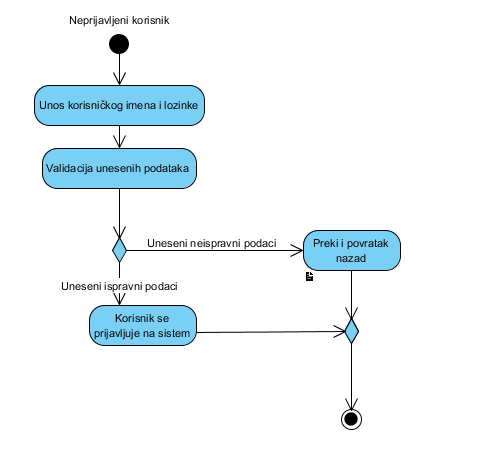 Neprijavljeni korisnik
Unos korisničkog imena i lozinke
Validacija unesenih podataka
Uneseni neispravni podaci
Preki i povratak
nazad
Uneseni ispravni podaci
Korisnik se
prijavljuje na sistem